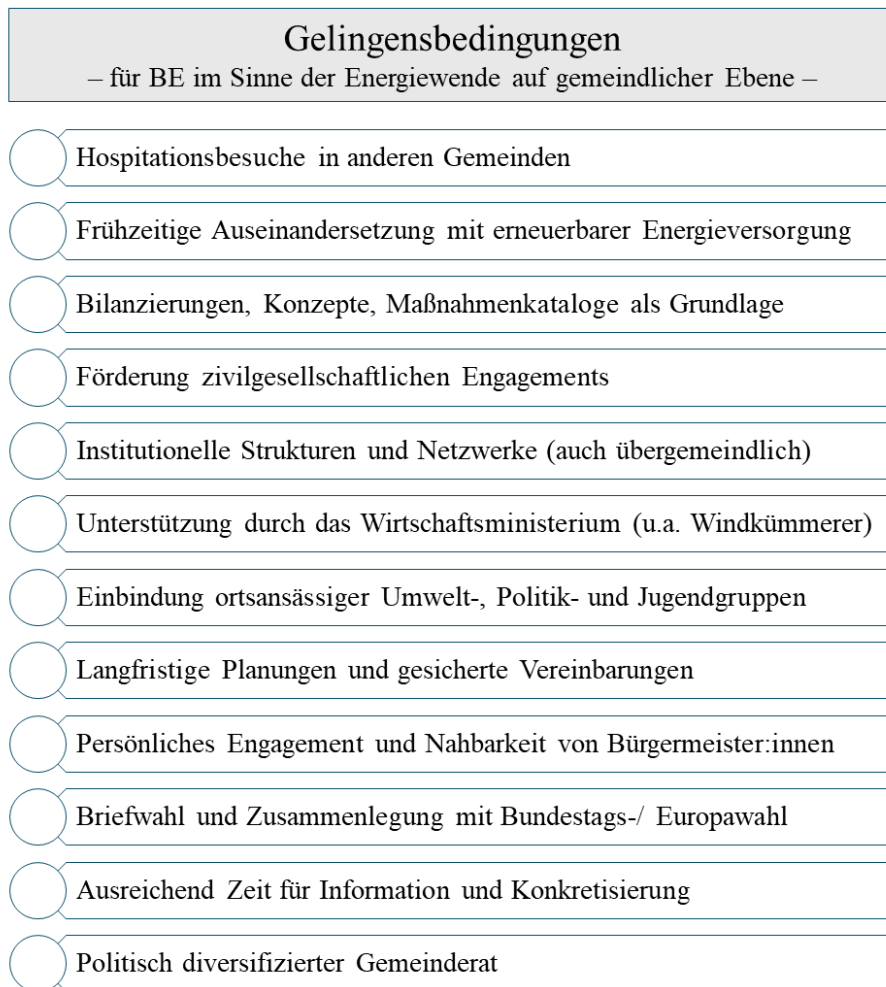 Gelingensbedingungen
– für BE im Sinne der Energiewende auf gemeindlicher Ebene –
Hospitationsbesuche in anderen Gemeinden
Frühzeitige Auseinandersetzung mit erneuerbarer Energieversorgung
Bilanzierungen, Konzepte, Maßnahmenkataloge als Grundlage
Förderung zivilgesellschaftlichen Engagements
Institutionelle Strukturen und Netzwerke (auch übergemeindlich)
Unterstützung durch das Wirtschaftsministerium (u.a. Windkümmerer)
Einbindung ortsansässiger Umwelt-, Politik- und Jugendgruppen
Langfristige Planungen und gesicherte Vereinbarungen
Persönliches Engagement und Nahbarkeit von Bürgermeister:innen
Briefwahl und Zusammenlegung mit Bundestags-/ Europawahl
Ausreichend Zeit für Information und Konkretisierung
Politisch diversifizierter Gemeinderat